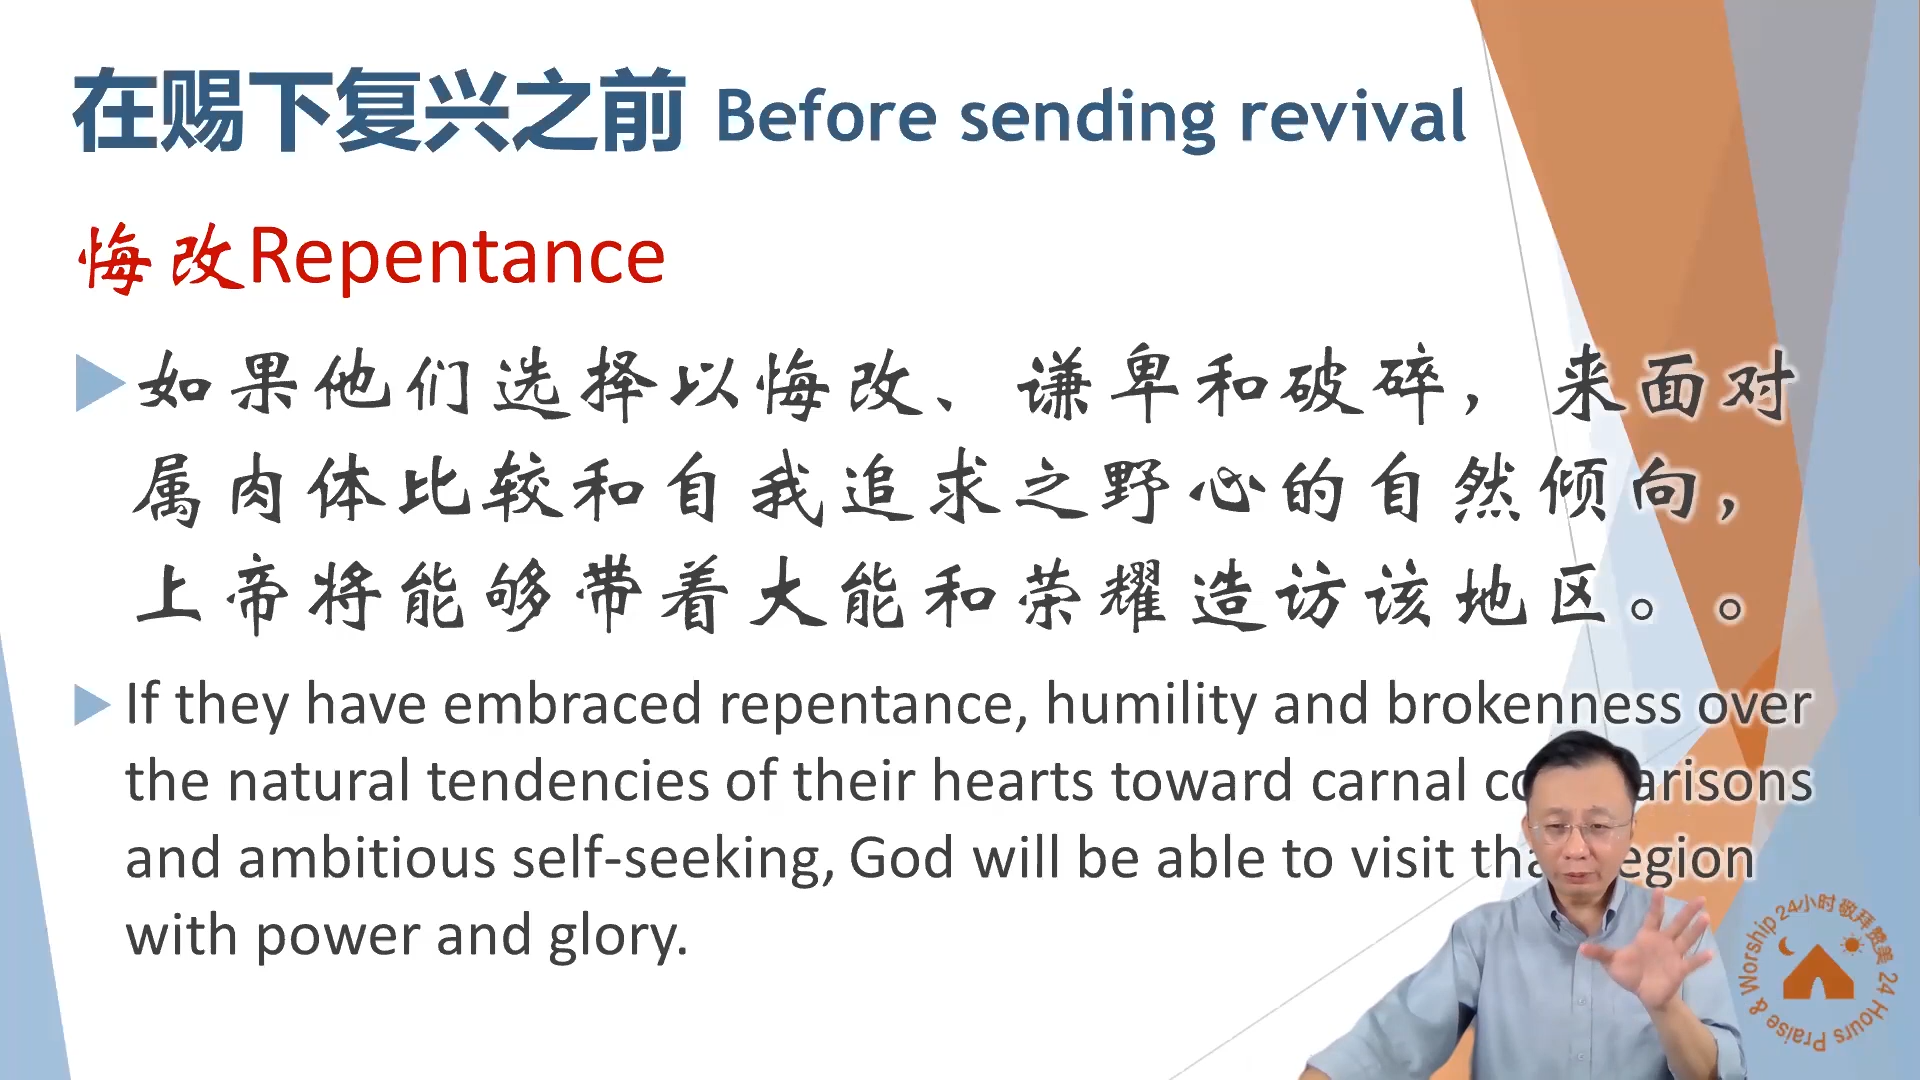 在赐下复兴之前 Before sending revival
悔改Repentance
如果他们选择以悔改、谦卑和破碎，来面对
属肉体比较和自我追求之野心的自然倾向，
上帝将能够带着大能和荣耀造访该地区。。
If they have embraced repentance, humility and brokenness over
the natural tendencies of their hearts toward carnal
and ambitious self-seeking, God will be able to visit
with power and glory.
24小时敬拜赞美 24 Hours Praise & Worship